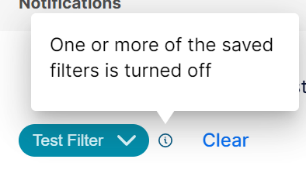 Notifications
One or more of the saved
filters is turned off
Test Filter
Clear